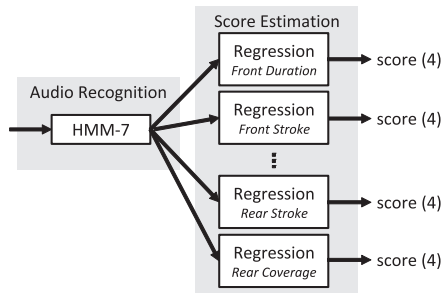 Score Estimation
Regression
Front Duration
score (4)
Audio Recognition
HMM-7
Regression
Front Stroke
score (4)
Regression
Rear Stroke
score (4)
Regression
Rear Coverage
score (4)